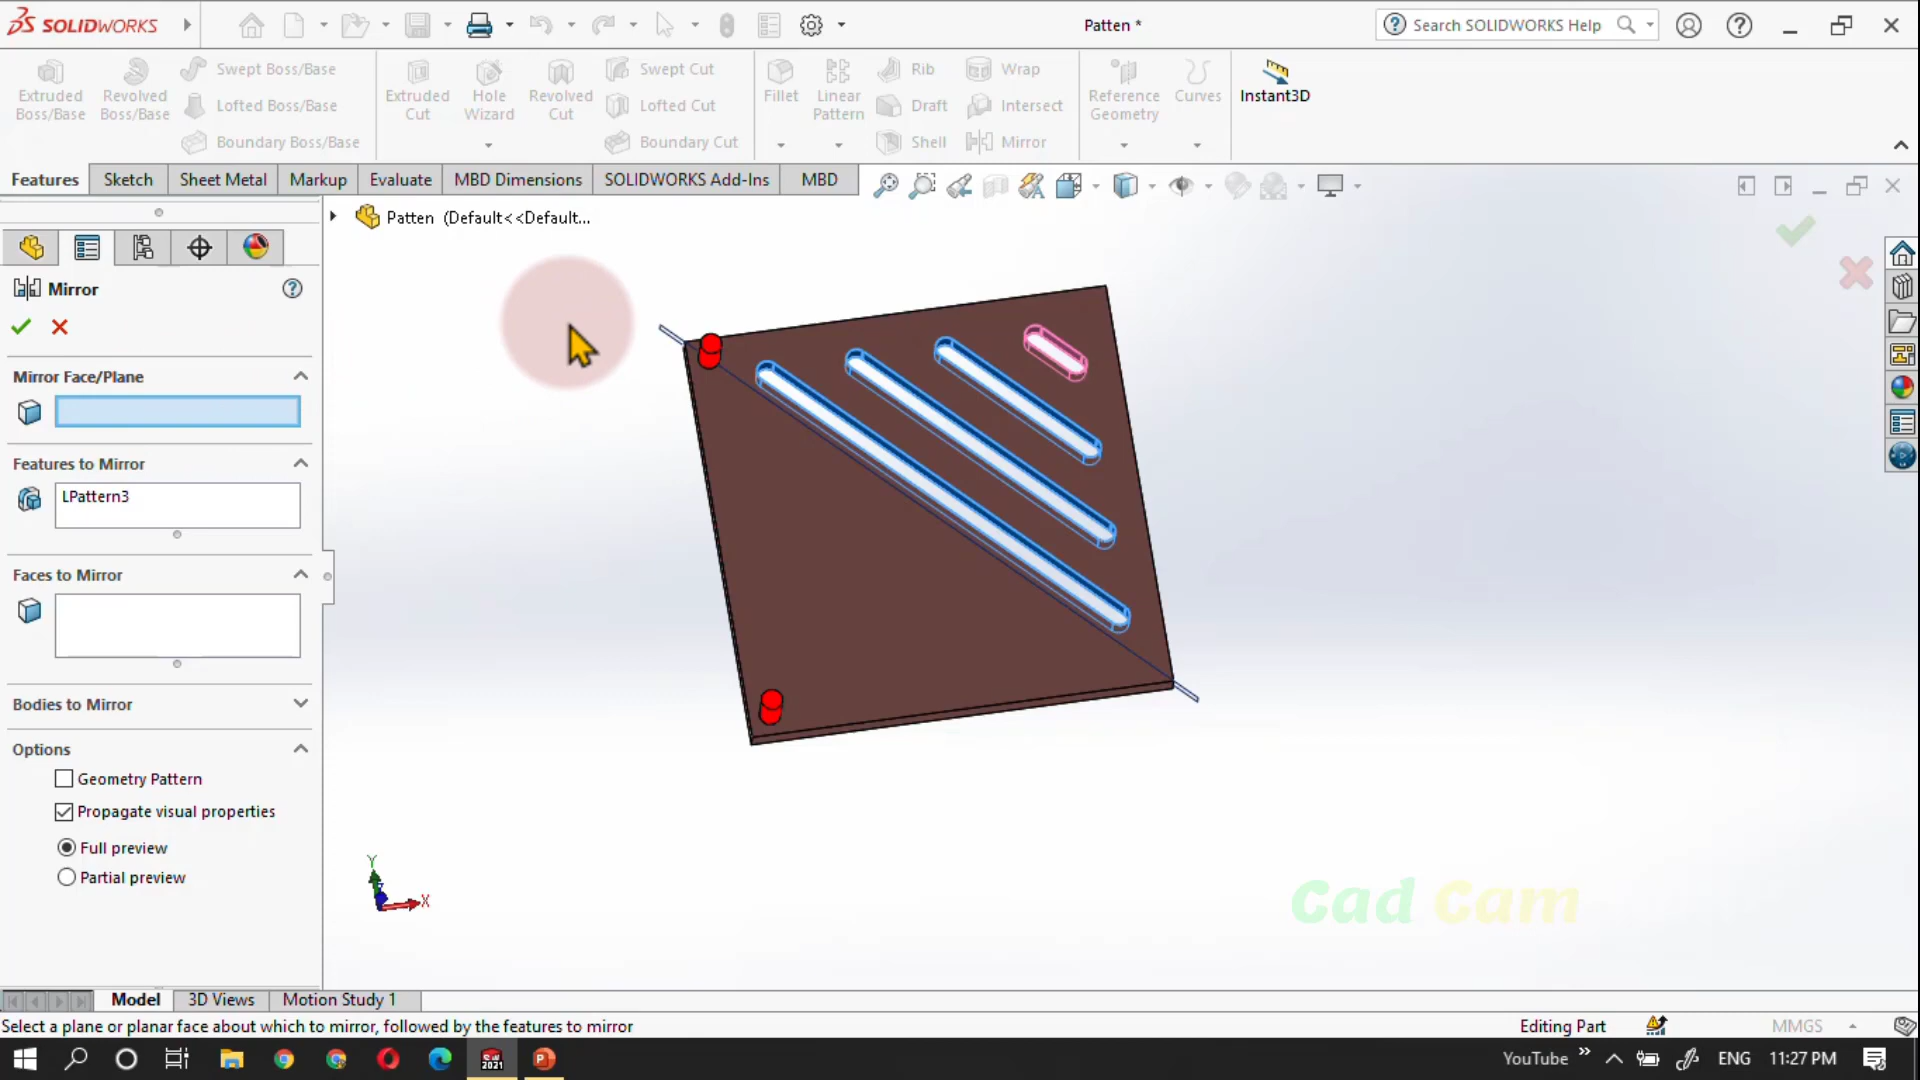 SOLIDWORKS
Patten *
Search SOLIDWORKS Help
Extruded Boss/Base
Revolved Boss/Base
Swept Boss/Base
Lofted Boss/Base
Boundary Boss/Base
Extruded Cut
Hole Wizard
Revolved Cut
Swept Cut
Lofted Cut
Boundary Cut
Fillet
Linear Pattern
Rib
Draft
Shell
Wrap
Intersect
Mirror
Reference Geometry
Curves
Instant3D
Features
Sketch
Sheet Metal
Markup
Evaluate
MBD Dimensions
SOLIDWORKS Add-Ins
MBD
Patten (Default<<Default...
Mirror
Mirror Face/Plane
Features to Mirror
LPattern3
Faces to Mirror
Bodies to Mirror
Options
Geometry Pattern
Propagate visual properties
Full preview
Partial preview
Y
X
Cad Cam
Model
3D Views
Motion Study 1
Select a plane or planar face about which to mirror, followed by the features to mirror
Editing Part
MMGS
SW 2021
YouTube
ENG
11:27 PM